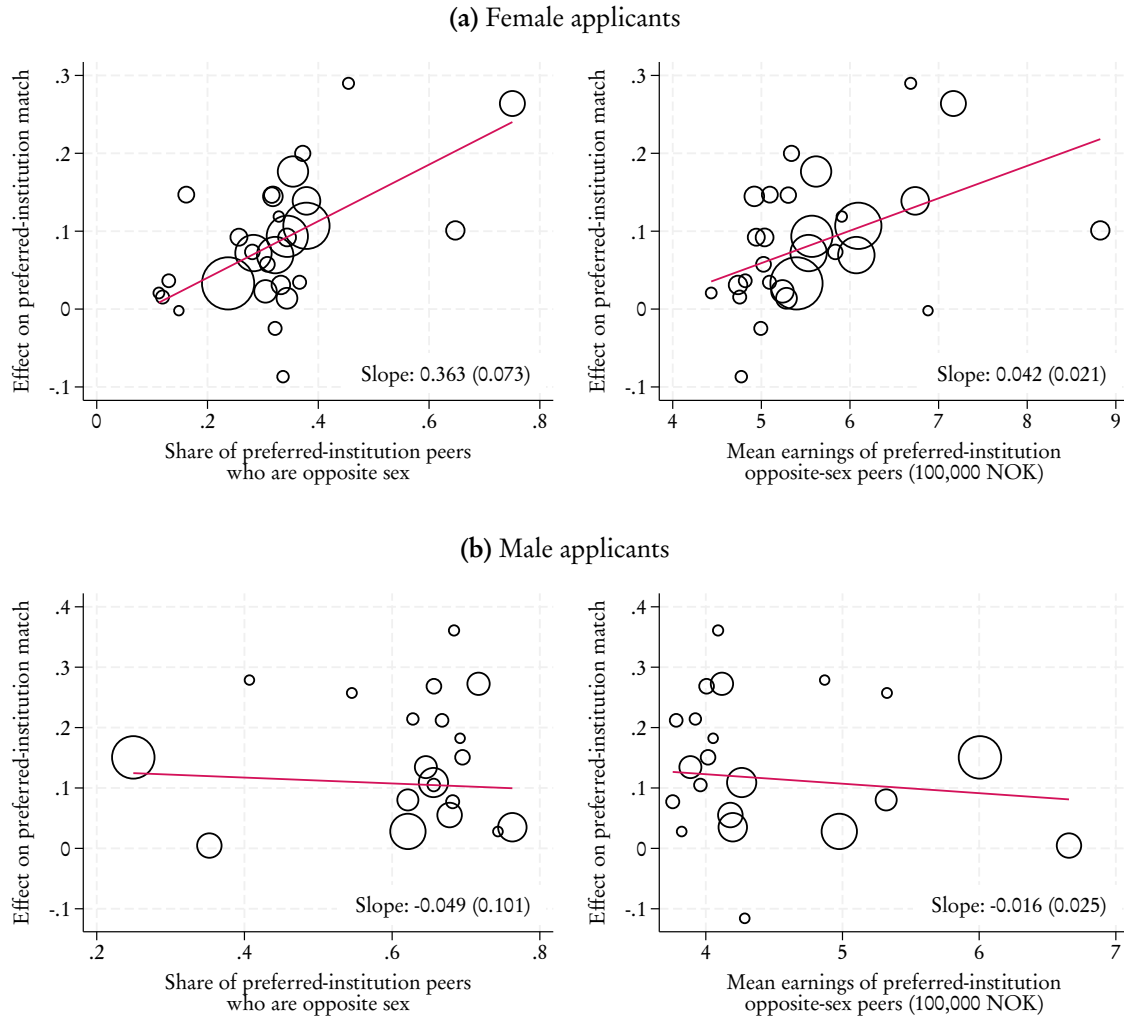 (a) Female applicants
Effect on preferred-institution match
.3
.2
.1
0
-.1
0 .2 .4 .6 .8
Slope: 0.363 (0.073)
Share of preferred-institution peers
who are opposite sex
Effect on preferred-institution match
.3
.2
.1
0
-.1
4 5 6 7 8 9
Slope: 0.042 (0.021)
Mean earnings of preferred-institution
opposite-sex peers (100,000 NOK)
(b) Male applicants
Effect on preferred-institution match
.4
.3
.2
.1
0
-.1
.2 .4 .6 .8
Slope: -0.049 (0.101)
Share of preferred-institution peers
who are opposite sex
Effect on preferred-institution match
.4
.3
.2
.1
0
-.1
4 5 6 7
Slope: -0.016 (0.025)
Mean earnings of preferred-institution
opposite-sex peers (100,000 NOK)